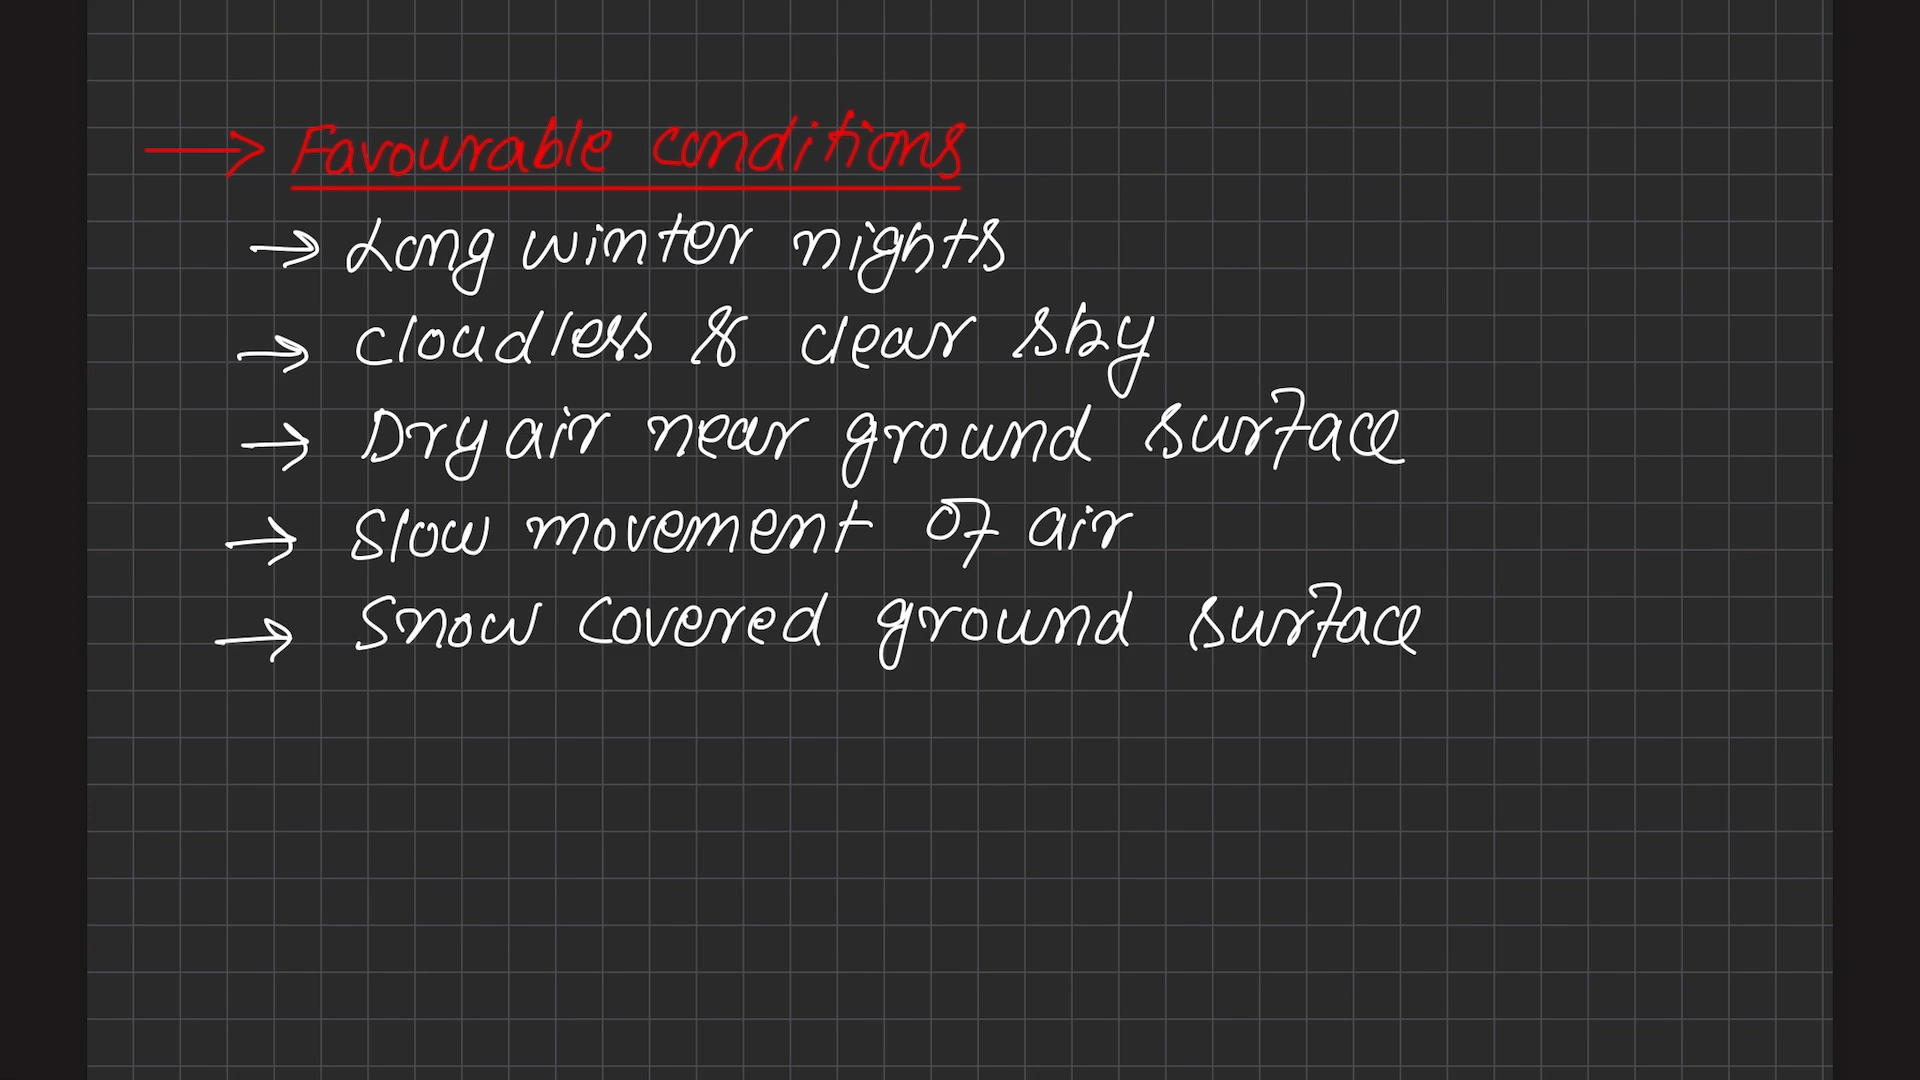 → Favourable conditions
→ Long winter nights
→ cloudless & clear sky
→ Dry air near ground surface
→ Slow movement of air
→ Snow covered ground surface